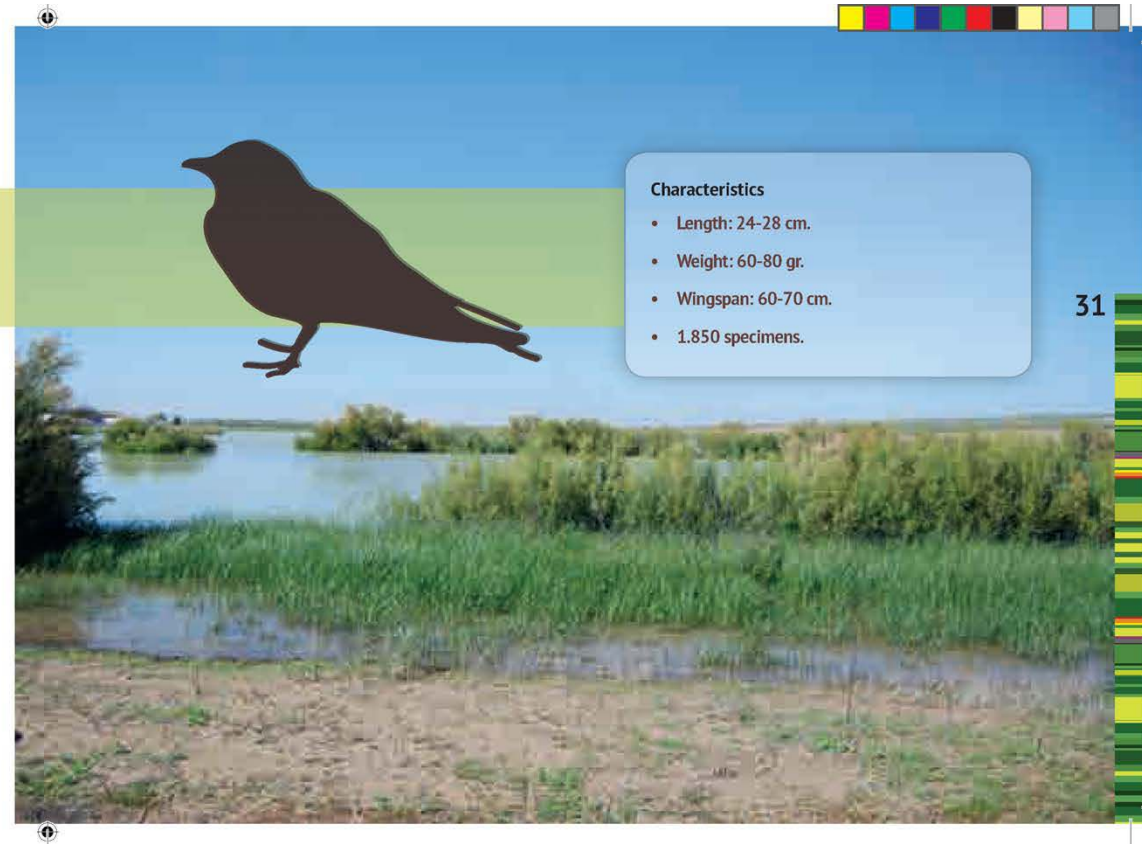 Characteristics
• Length: 24-28 cm.
• Weight: 60-80 gr.
• Wingspan: 60-70 cm.
• 1.850 specimens.
31